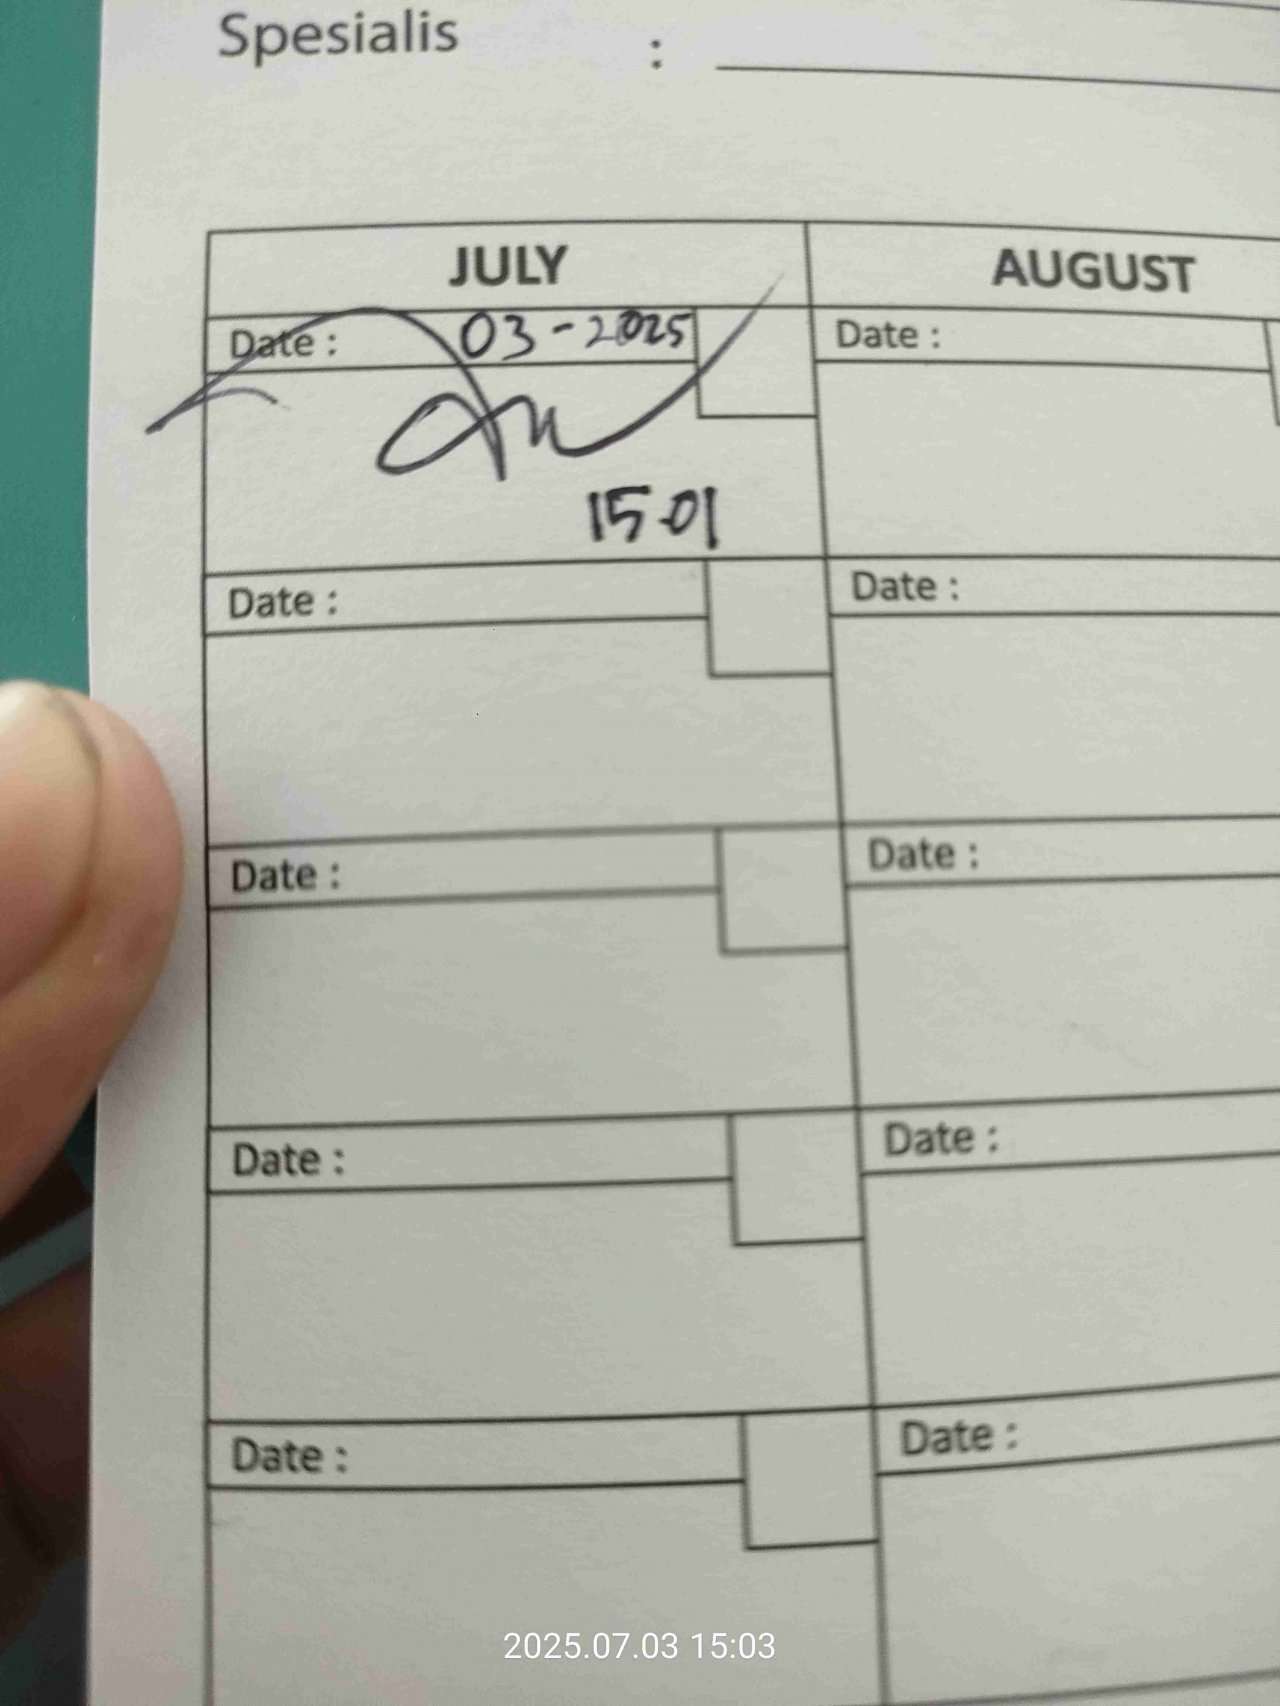 Spesialis :
JULY AUGUST
Date : 03-2025 Date :
15.01
Date : Date :
Date : Date :
Date : Date :
Date : Date :
2025.07.03 15:03